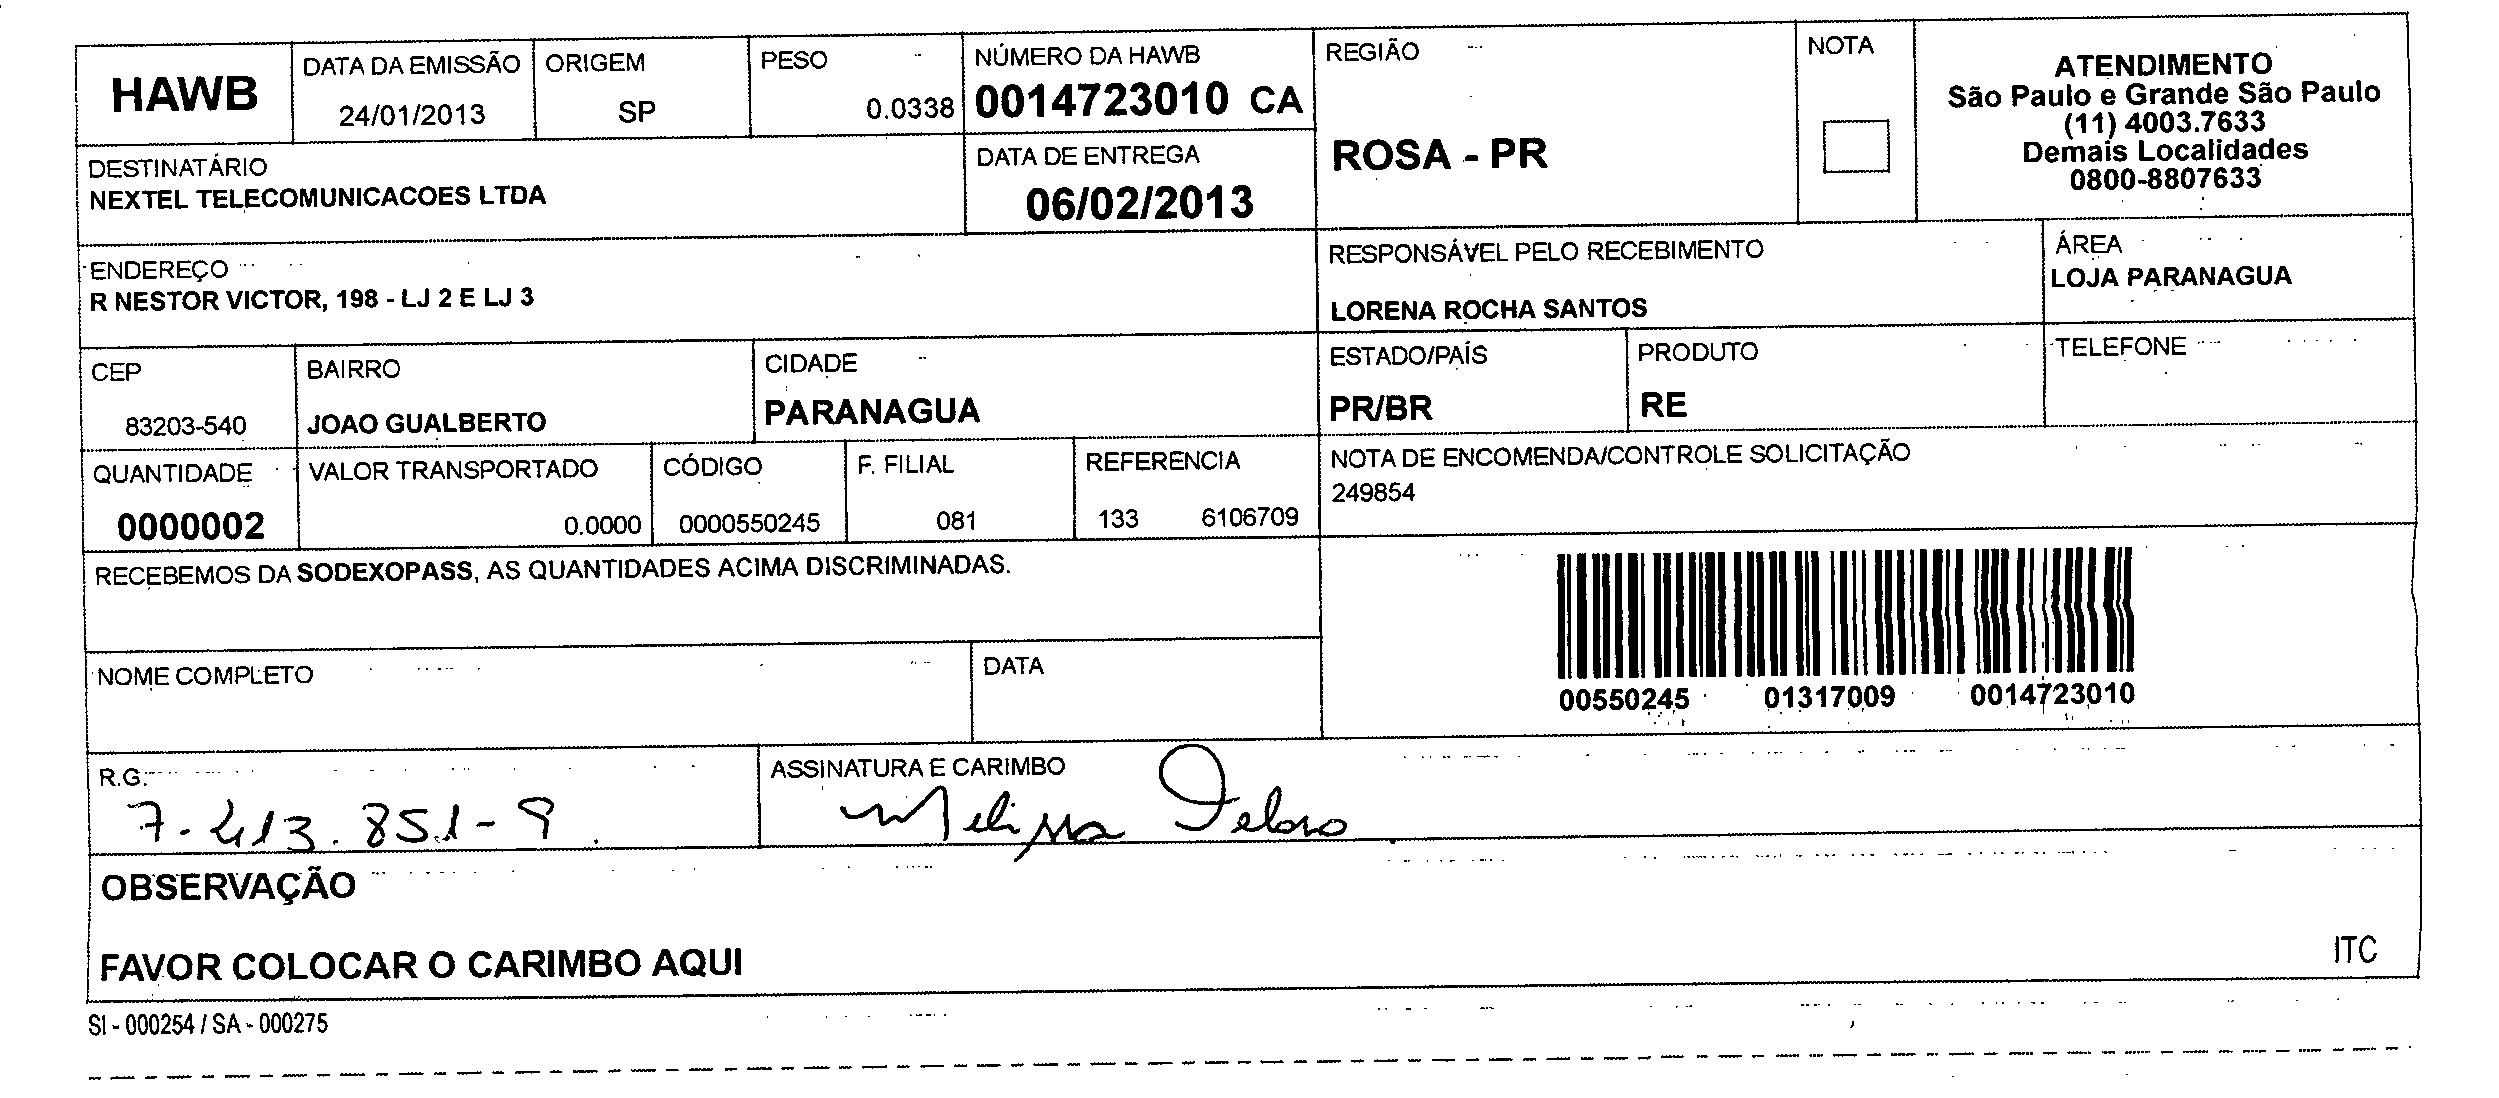 HAWB
DATA DA EMISSÃO
24/01/2013
ORIGEM
SP
PESO
0.0338
NÚMERO DA HAWB
0014723010 CA
REGIÃO
ROSA - PR
NOTA
ATENDIMENTO
São Paulo e Grande São Paulo
(11) 4003.7633
Demais Localidades
0800-8807633
DESTINATÁRIO
NEXTEL TELECOMUNICACOES LTDA
DATA DE ENTREGA
06/02/2013
ENDEREÇO
R NESTOR VICTOR, 198 - LJ 2 E LJ 3
RESPONSÁVEL PELO RECEBIMENTO
LORENA ROCHA SANTOS
ÁREA
LOJA PARANAGUA
CEP
83203-540
BAIRRO
JOAO GUALBERTO
CIDADE
PARANAGUA
ESTADO/PAÍS
PR/BR
PRODUTO
RE
TELEFONE
QUANTIDADE
0000002
VALOR TRANSPORTADO
0.0000
CÓDIGO
0000550245
F. FILIAL
081
REFERENCIA
133 6106709
NOTA DE ENCOMENDA/CONTROLE SOLICITAÇÃO
249854
RECEBEMOS DA SODEXOPASS, AS QUANTIDADES ACIMA DISCRIMINADAS.
00550245 01317009 0014723010
NOME COMPLETO
DATA
R.G.
7.413.851-9
ASSINATURA E CARIMBO
Melissa
OBSERVAÇÃO
FAVOR COLOCAR O CARIMBO AQUI
ITC
SI - 000254 / SA - 000275